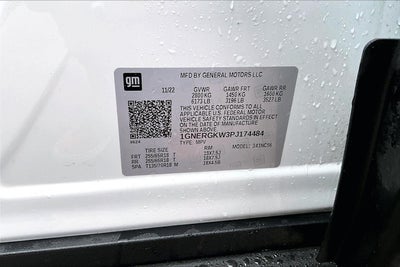 gm
MFD BY GENERAL MOTORS LLC
11/22 GVWR GAWR FRT GAWR RR
2800 KG 1450 KG 1600 KG
6173 LB 3196 LB 3527 LB
THIS VEHICLE CONFORMS TO ALL
APPLICABLE U.S. FEDERAL MOTOR
VEHICLE SAFETY STANDARDS IN EFFECT
ON THE DATE OF MANUFACTURE SHOWN ABOVE
1GNERGKW3PJ174484
TYPE: MPV
TIRE SIZE RIM
FRT 255/65R18 T 18X7.5J
RR 255/65R18 T 18X7.5J
SPA T135/70R18 M 18X4.5B